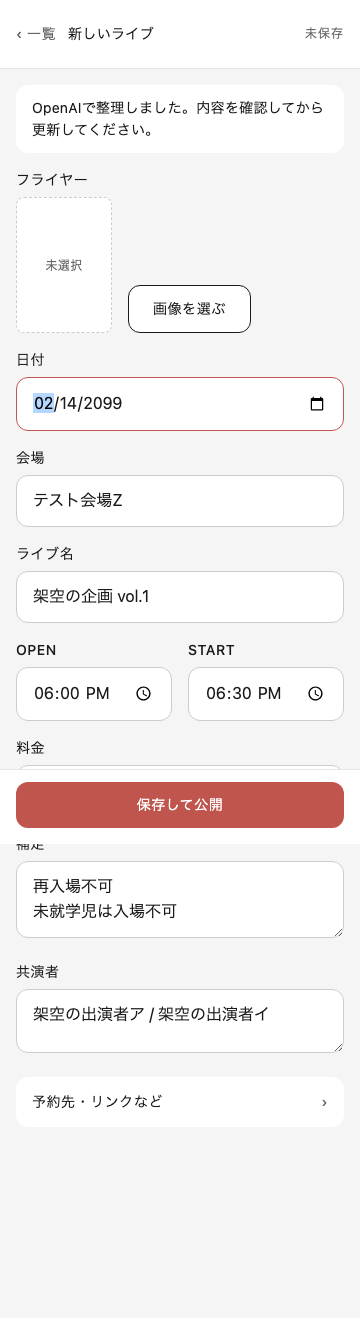 ‹ 一覧 新しいライブ 未保存
OpenAIで整理しました。内容を確認してから
更新してください。
フライヤー
未選択
画像を選ぶ
日付
02/14/2099
会場
テスト会場Z
ライブ名
架空の企画 vol.1
OPEN START
06:00 PM 06:30 PM
料金
保存して公開
補足
再入場不可
未就学児は入場不可
共演者
架空の出演者ア / 架空の出演者イ
予約先・リンクなど ›